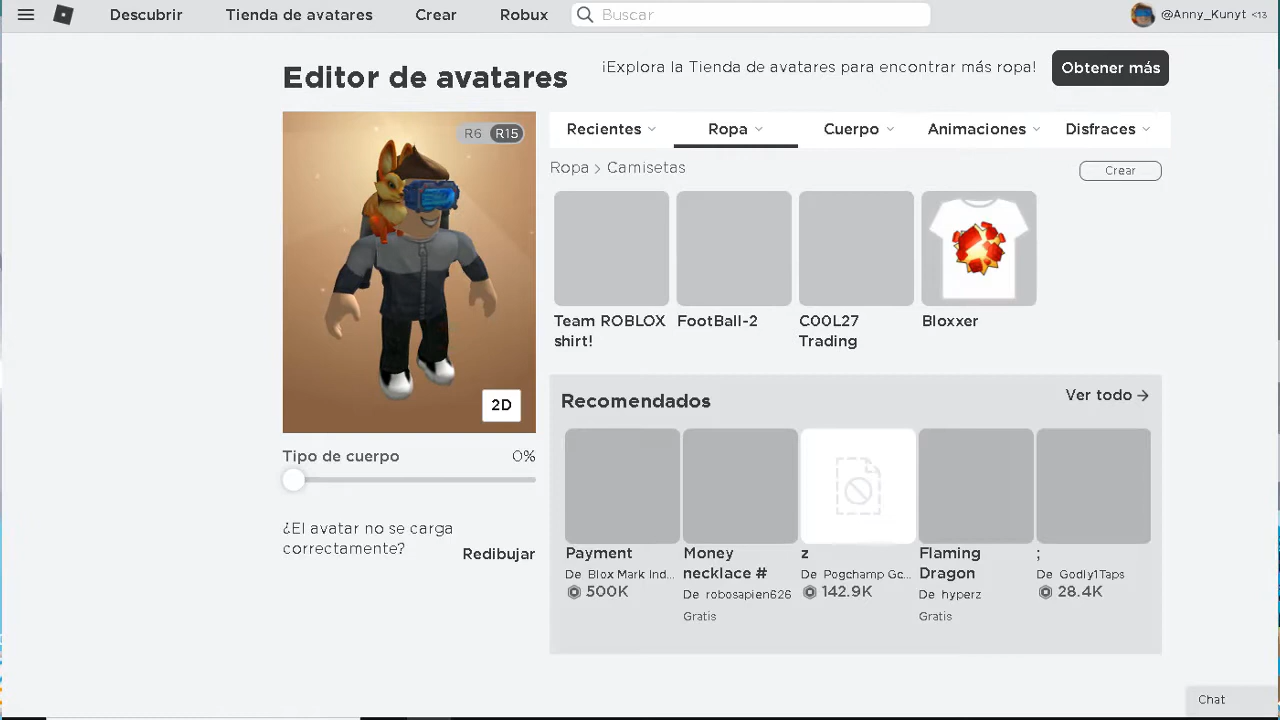 Descubrir Tienda de avatares Crear Robux Buscar @Anny_Kunyt <13
Editor de avatares
¡Explora la Tienda de avatares para encontrar más ropa!
Obtener más
R6 R15
2D
Tipo de cuerpo 0%
¿El avatar no se carga
correctamente?
Redibujar
Recientes Ropa Cuerpo Animaciones Disfraces
Ropa > Camisetas
Crear
Team ROBLOX
shirt!
FootBall-2
C00L27
Trading
Bloxxer
Recomendados
Ver todo →
Payment
De Blox Mark Ind...
500K
Money
necklace #
De robosapien626
Gratis
z
De Pogchamp Gc...
142.9K
Flaming
Dragon
De hyperz
Gratis
;
De Godly1Taps
28.4K
Chat